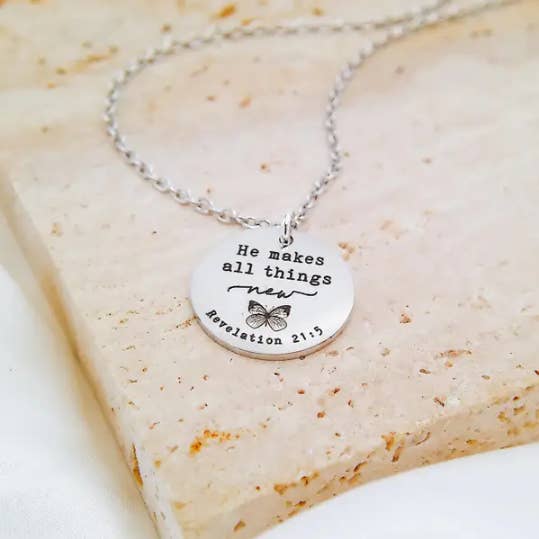 He makes
all things
new
Revelation 21:5